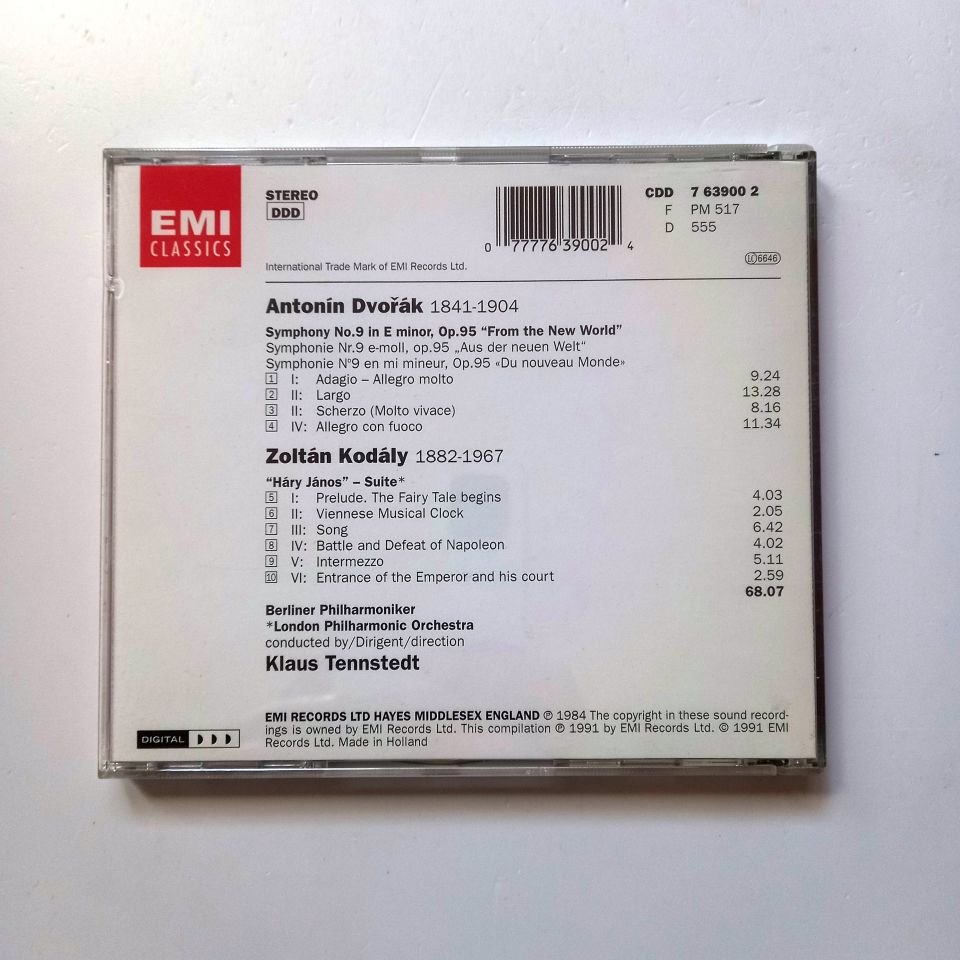 EMI
CLASSICS
STEREO
DDD
0 77776 39002 4
CDD 7 63900 2
F PM 517
D 555
LC 6646
International Trade Mark of EMI Records Ltd.
Antonín Dvořák 1841-1904
Symphony No.9 in E minor, Op.95 “From the New World”
Symphonie Nr.9 e-moll, op.95 „Aus der neuen Welt“
Symphonie N°9 en mi mineur, Op.95 «Du nouveau Monde»
1 I: Adagio – Allegro molto 9.24
2 II: Largo 13.28
3 II: Scherzo (Molto vivace) 8.16
4 IV: Allegro con fuoco 11.34
Zoltán Kodály 1882-1967
“Háry János” – Suite*
5 I: Prelude. The Fairy Tale begins 4.03
6 II: Viennese Musical Clock 2.05
7 III: Song 6.42
8 IV: Battle and Defeat of Napoleon 4.02
9 V: Intermezzo 5.11
10 VI: Entrance of the Emperor and his court 2.59
68.07
Berliner Philharmoniker
*London Philharmonic Orchestra
conducted by/Dirigent/direction
Klaus Tennstedt
EMI RECORDS LTD HAYES MIDDLESEX ENGLAND ℗ 1984 The copyright in these sound record-
ings is owned by EMI Records Ltd. This compilation ℗ 1991 by EMI Records Ltd. © 1991 EMI
Records Ltd. Made in Holland
DIGITAL